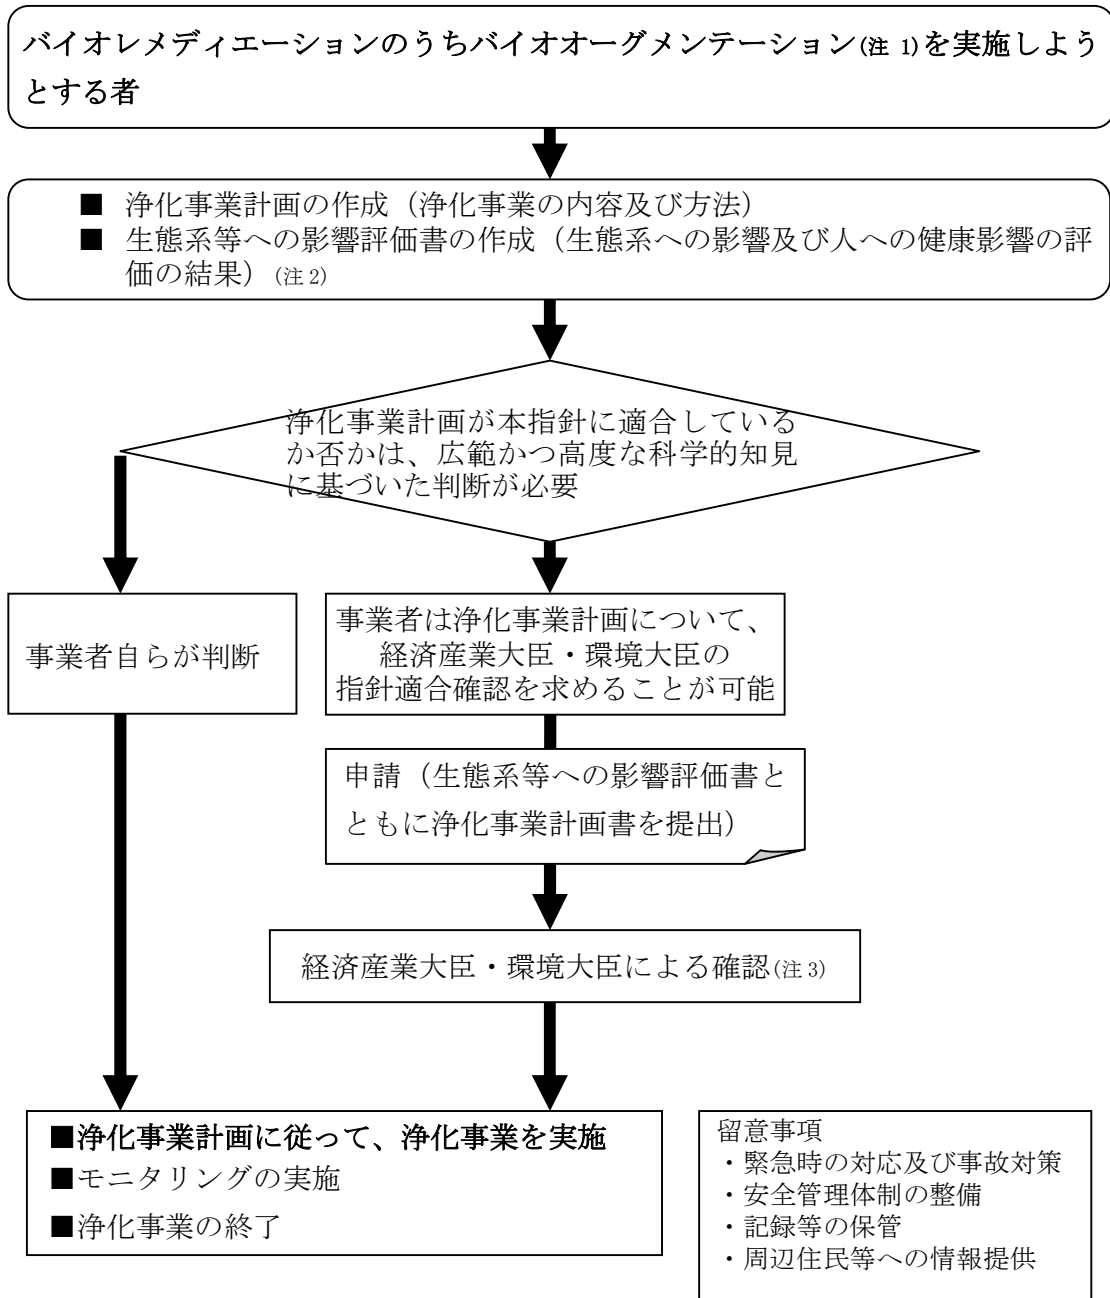 バイオレメディエーションのうちバイオオーグメンテーション(注 1)を実施しよう
とする者
■ 浄化事業計画の作成（浄化事業の内容及び方法）
■ 生態系等への影響評価書の作成（生態系への影響及び人への健康影響の評
価の結果）(注 2)
浄化事業計画が本指針に適合している
か否かは、広範かつ高度な科学的知見
に基づいた判断が必要
事業者自らが判断
事業者は浄化事業計画について、
経済産業大臣・環境大臣の
指針適合確認を求めることが可能
申請（生態系等への影響評価書と
ともに浄化事業計画書を提出）
経済産業大臣・環境大臣による確認(注 3)
■浄化事業計画に従って、浄化事業を実施
■モニタリングの実施
■浄化事業の終了
留意事項
・緊急時の対応及び事故対策
・安全管理体制の整備
・記録等の保管
・周辺住民等への情報提供